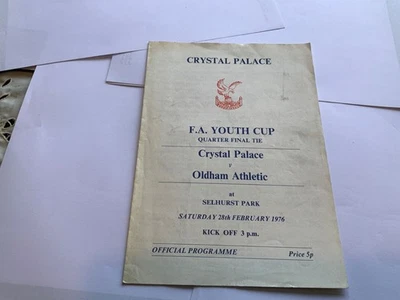 CRYSTAL PALACE
F.A. YOUTH CUP
QUARTER FINAL TIE
Crystal Palace
v
Oldham Athletic
at
SELHURST PARK
SATURDAY 28th FEBRUARY 1976
KICK OFF 3 p.m.
OFFICIAL PROGRAMME Price 5p